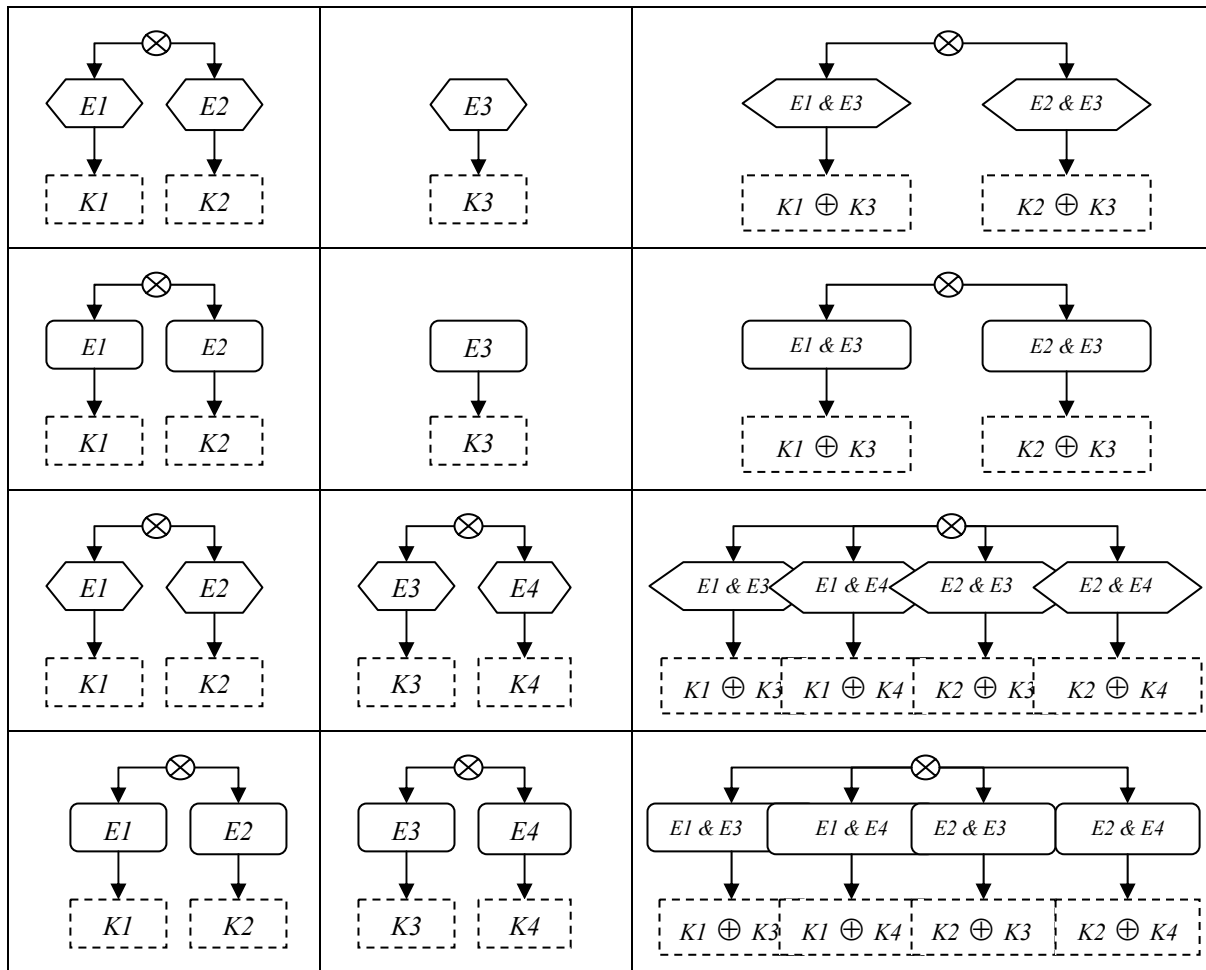 E1 E2 E3 E1 & E3 E2 & E3
K1 K2 K3 K1 ⊕ K3 K2 ⊕ K3
E1 E2 E3 E1 & E3 E2 & E3
K1 K2 K3 K1 ⊕ K3 K2 ⊕ K3
E1 E2 E3 E4 E1 & E3 E1 & E4 E2 & E3 E2 & E4
K1 K2 K3 K4 K1 ⊕ K3 K1 ⊕ K4 K2 ⊕ K3 K2 ⊕ K4
E1 E2 E3 E4 E1 & E3 E1 & E4 E2 & E3 E2 & E4
K1 K2 K3 K4 K1 ⊕ K3 K1 ⊕ K4 K2 ⊕ K3 K2 ⊕ K4